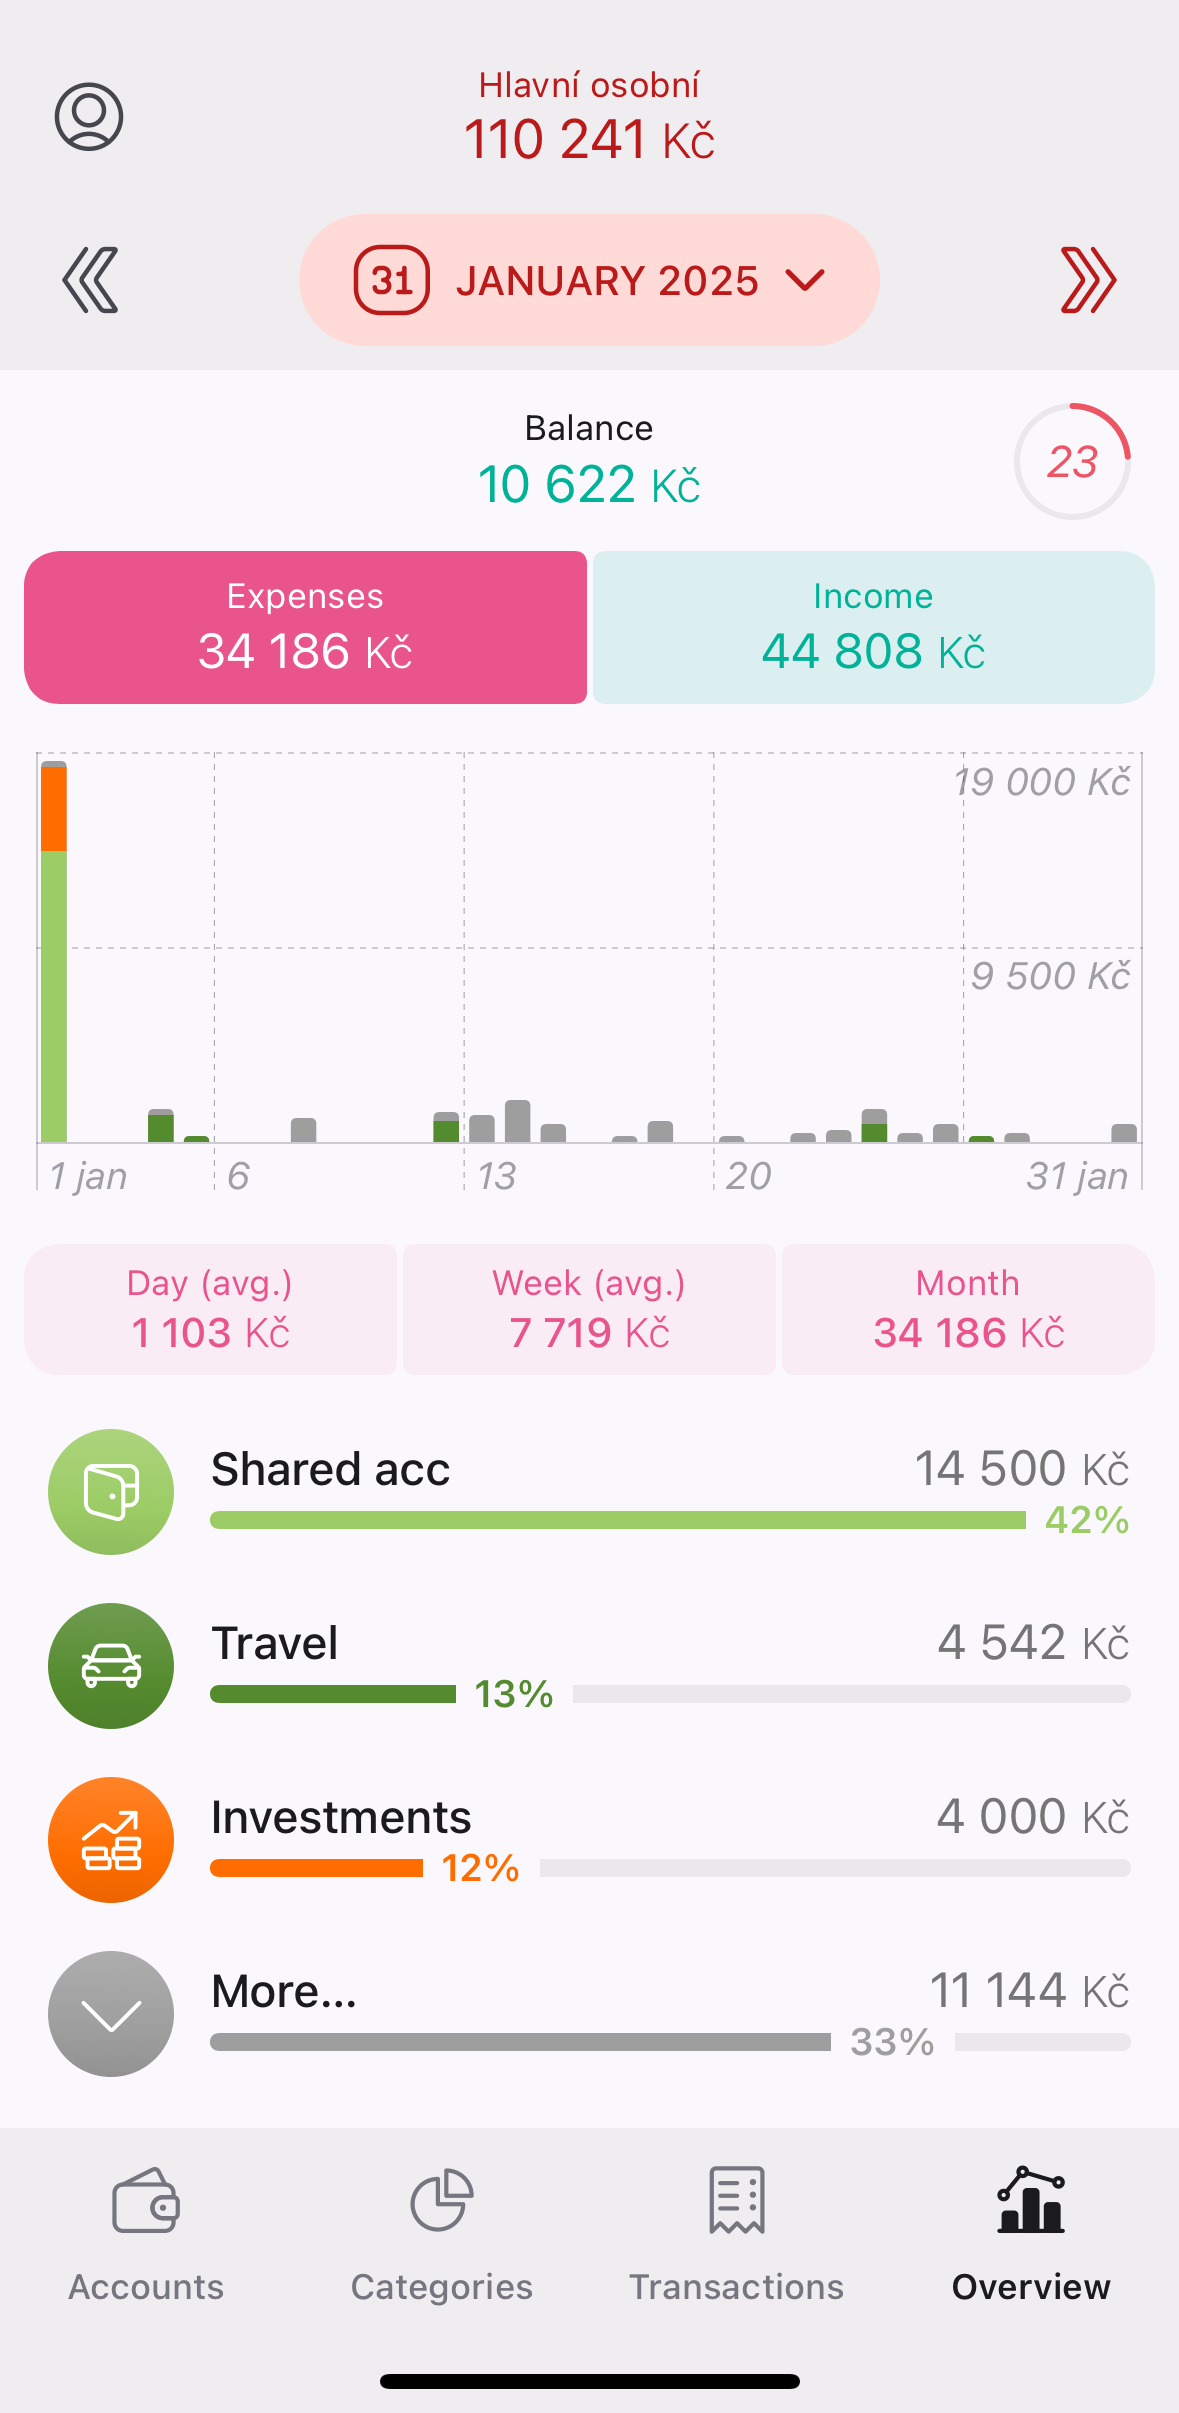 Hlavní osobní
110 241 Kč
31 JANUARY 2025
Balance
10 622 Kč
23
Expenses
34 186 Kč
Income
44 808 Kč
19 000 Kč
9 500 Kč
1 jan 6 13 20 31 jan
Day (avg.)
1 103 Kč
Week (avg.)
7 719 Kč
Month
34 186 Kč
Shared acc 14 500 Kč
42%
Travel 4 542 Kč
13%
Investments 4 000 Kč
12%
More... 11 144 Kč
33%
Accounts Categories Transactions Overview